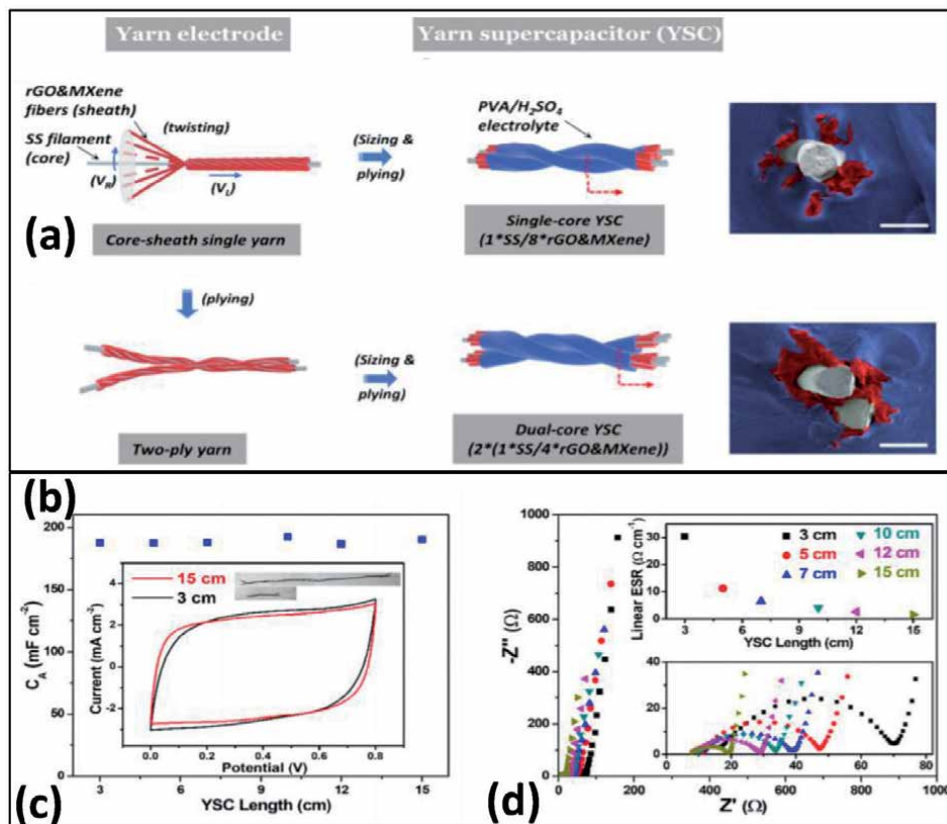 Yarn electrode
Yarn supercapacitor (YSC)
rGO&MXene
fibers (sheath)
(twisting)
SS filament
(core)
(V_R)
(V_L)
(Sizing &
plying)
PVA/H₂SO₄
electrolyte
(a)
Core-sheath single yarn
Single-core YSC
(1*SS/8*rGO&MXene)
(plying)
(Sizing &
plying)
Two-ply yarn
Dual-core YSC
(2*(1*SS/4*rGO&MXene))
(b)
C_A (mF cm⁻²)
200
150
100
50
0
15 cm
3 cm
Current (mA cm⁻²)
4
2
0
-2
0.0 0.2 0.4 0.6 0.8
Potential (V)
3 6 9 12 15
YSC Length (cm)
(c)
(d)
-Z'' (Ω)
1000
800
600
400
200
0
3 cm 10 cm
5 cm 12 cm
7 cm 15 cm
Linear ESR (Ω cm⁻¹)
30
20
10
0
3 6 9 12 15
YSC Length (cm)
40
20
0
0 20 40 60 80
0 200 400 600 800 1000
Z' (Ω)